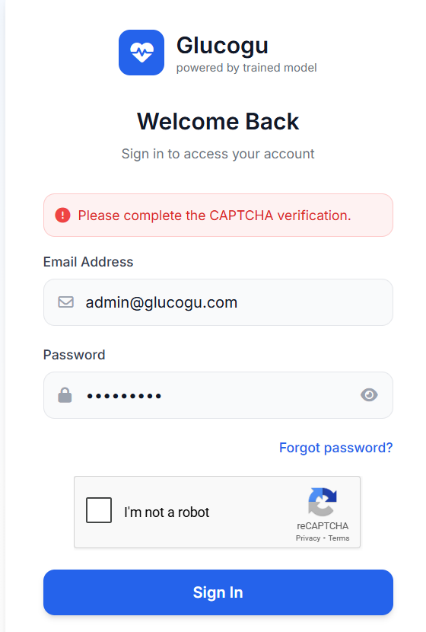 Glucogu
powered by trained model
Welcome Back
Sign in to access your account
Please complete the CAPTCHA verification.
Email Address
admin@glucogu.com
Password
•••••••••
Forgot password?
I'm not a robot
reCAPTCHA
Privacy - Terms
Sign In